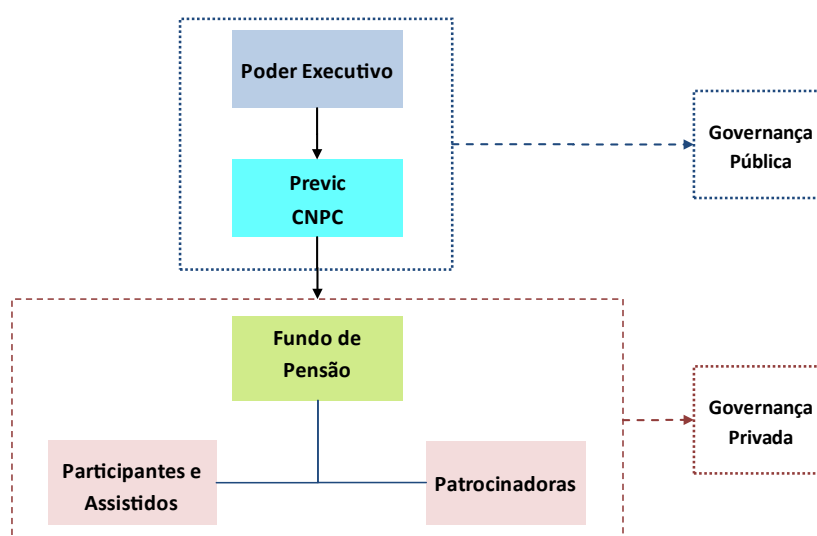 Poder Executivo
Previc
CNPC
Governança
Pública
Fundo de
Pensão
Governança
Privada
Participantes e
Assistidos
Patrocinadoras